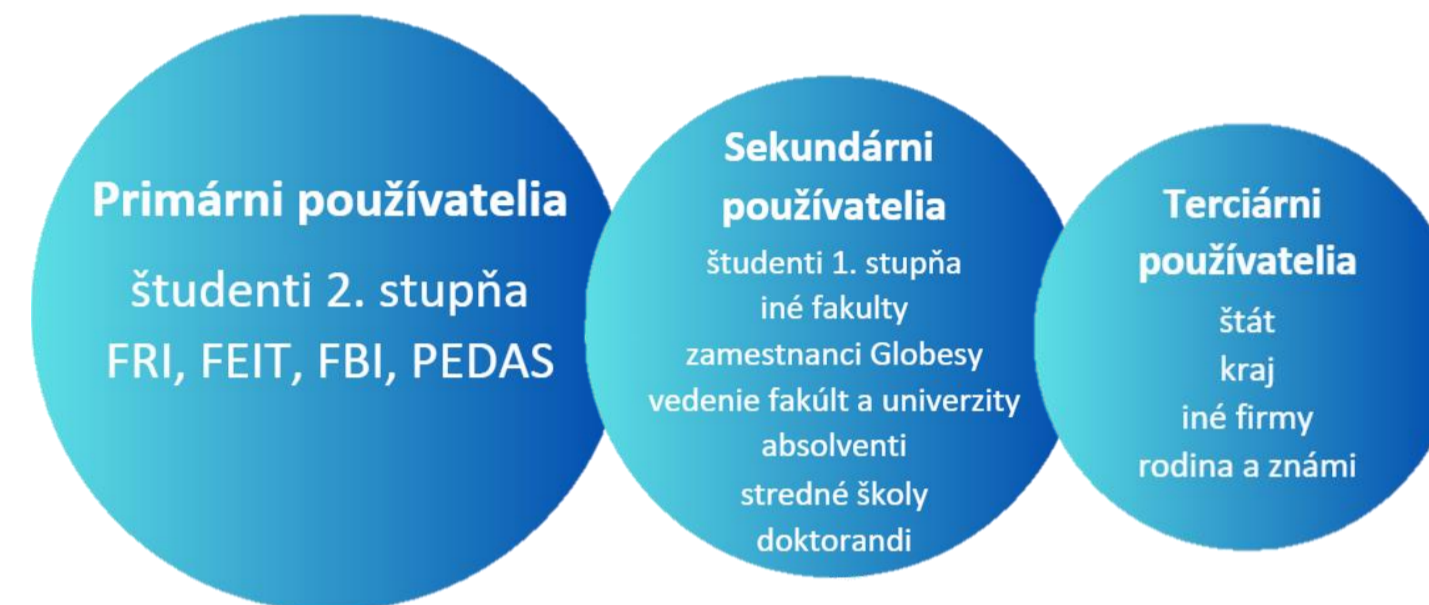 Primárni používatelia
študenti 2. stupňa
FRI, FEIT, FBI, PEDAS
Sekundárni
používatelia
študenti 1. stupňa
iné fakulty
zamestnanci Globesy
vedenie fakúlt a univerzity
absolventi
stredné školy
doktorandi
Terciárni
používatelia
štát
kraj
iné firmy
rodina a známi